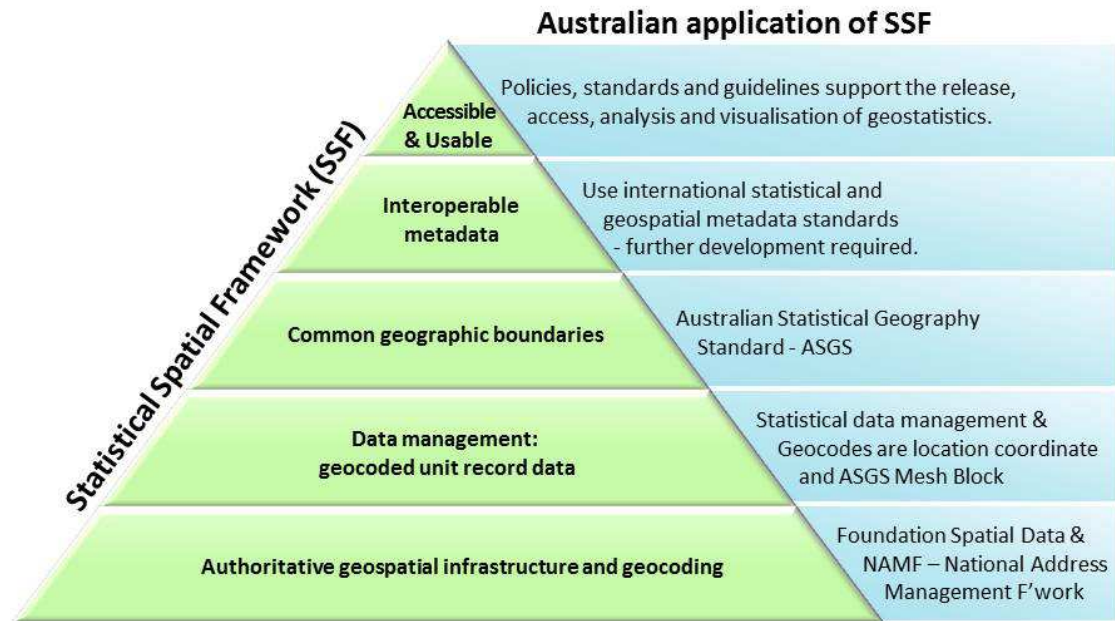 Australian application of SSF
Statistical Spatial Framework (SSF)
Accessible
& Usable
Policies, standards and guidelines support the release,
access, analysis and visualisation of geostatistics.
Interoperable
metadata
Use international statistical and
geospatial metadata standards
- further development required.
Common geographic boundaries
Australian Statistical Geography
Standard - ASGS
Data management:
geocoded unit record data
Statistical data management &
Geocodes are location coordinate
and ASGS Mesh Block
Authoritative geospatial infrastructure and geocoding
Foundation Spatial Data &
NAMF – National Address
Management F'work